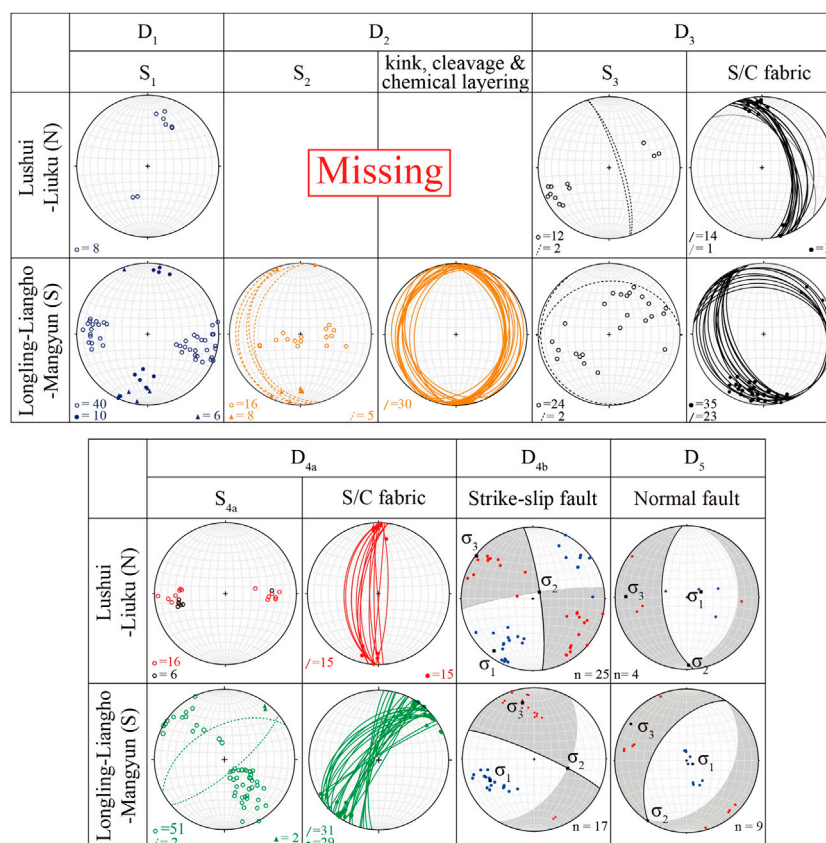 D1 D2 D3
S1 S2 kink, cleavage & chemical layering S3 S/C fabric
Lushui
-Liuku (N)
Missing
= 8
=12
=2
=14
= 1
Longling-Liangho
-Mangyun (S)
= 40
= 10
= 6
=16
= 8
= 5
=30
=24
= 2
=35
=23
D4a D4b D5
S4a S/C fabric Strike-slip fault Normal fault
Lushui
-Liuku (N)
=16
= 6
=15
=15
σ3
σ2
σ1
n = 25
σ3
σ1
σ2
n= 4
Longling-Liangho
-Mangyun (S)
=51
= 2
= 2
=31
=29
σ3
σ1
σ2
n = 17
σ3
σ1
σ2
n = 9